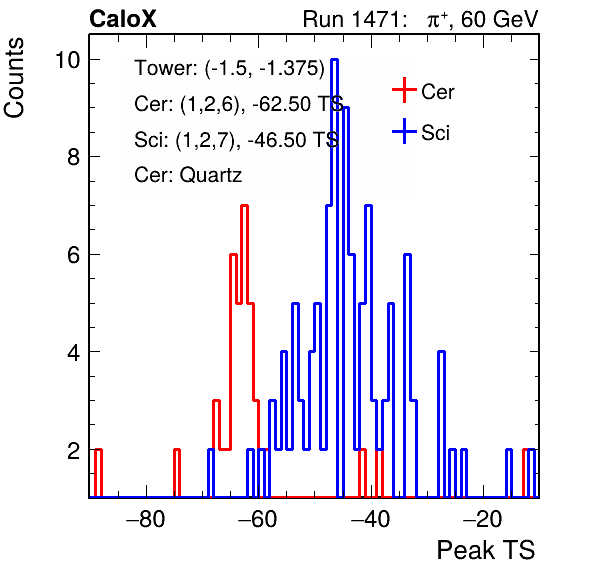 CaloX Run 1471: π⁺, 60 GeV
Counts
Tower: (-1.5, -1.375)
Cer: (1,2,6), -62.50 TS
Sci: (1,2,7), -46.50 TS
Cer: Quartz
Cer
Sci
10
8
6
4
2
−80 −60 −40 −20
Peak TS